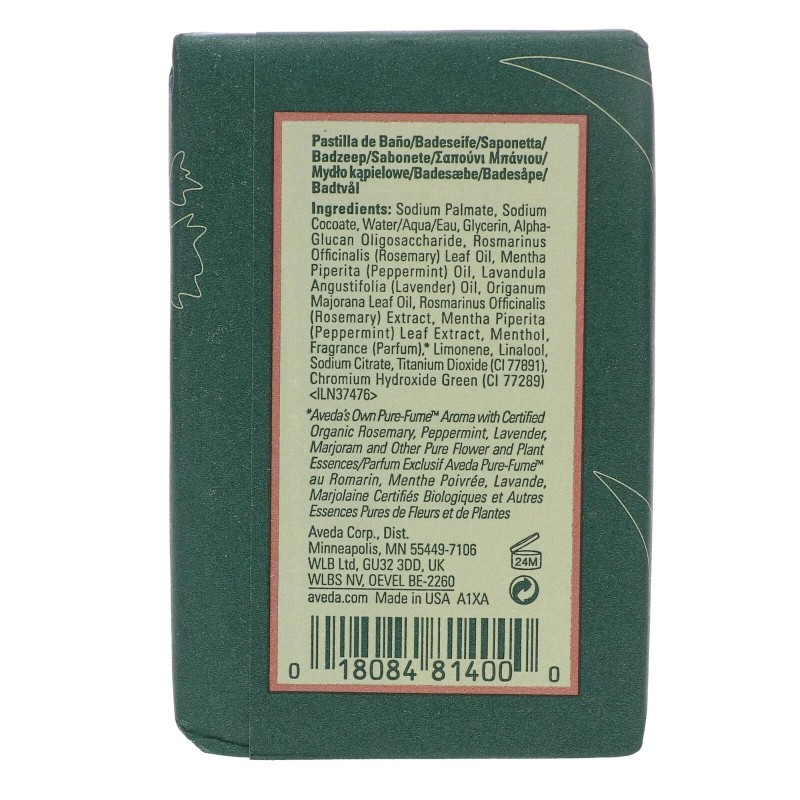 Pastilla de Baño/Badeseife/Saponetta/
Badzeep/Sabonete/Σαπούνι Μπάνιου/
Mydło kąpielowe/Badesæbe/Badesåpe/
Badtvål
Ingredients: Sodium Palmate, Sodium
Cocoate, Water/Aqua/Eau, Glycerin, Alpha-
Glucan Oligosaccharide, Rosmarinus
Officinalis (Rosemary) Leaf Oil, Mentha
Piperita (Peppermint) Oil, Lavandula
Angustifolia (Lavender) Oil, Origanum
Majorana Leaf Oil, Rosmarinus Officinalis
(Rosemary) Extract, Mentha Piperita
(Peppermint) Leaf Extract, Menthol,
Fragrance (Parfum),* Limonene, Linalool,
Sodium Citrate, Titanium Dioxide (CI 77891),
Chromium Hydroxide Green (CI 77289)
<ILN37476>
*Aveda's Own Pure-Fume™ Aroma with Certified
Organic Rosemary, Peppermint, Lavender,
Marjoram and Other Pure Flower and Plant
Essences/Parfum Exclusif Aveda Pure-Fume™
au Romarin, Menthe Poivrée, Lavande,
Marjolaine Certifiés Biologiques et Autres
Essences Pures de Fleurs et de Plantes
Aveda Corp., Dist.
Minneapolis, MN 55449-7106
WLB Ltd, GU32 3DD, UK
WLBS NV, OEVEL BE-2260
aveda.com Made in USA A1XA
24M
0 18084 81400 0